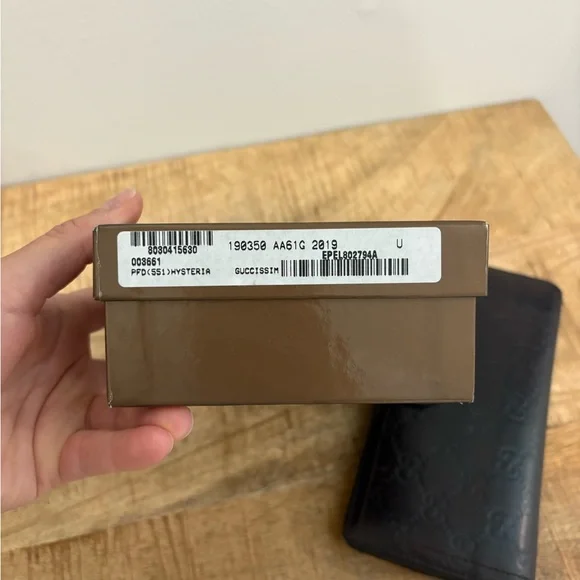 190350 AA61G 2019 U
8030415630
003661 EPEL802794A
PFD(S51)HYSTERIA GUCCISSIM